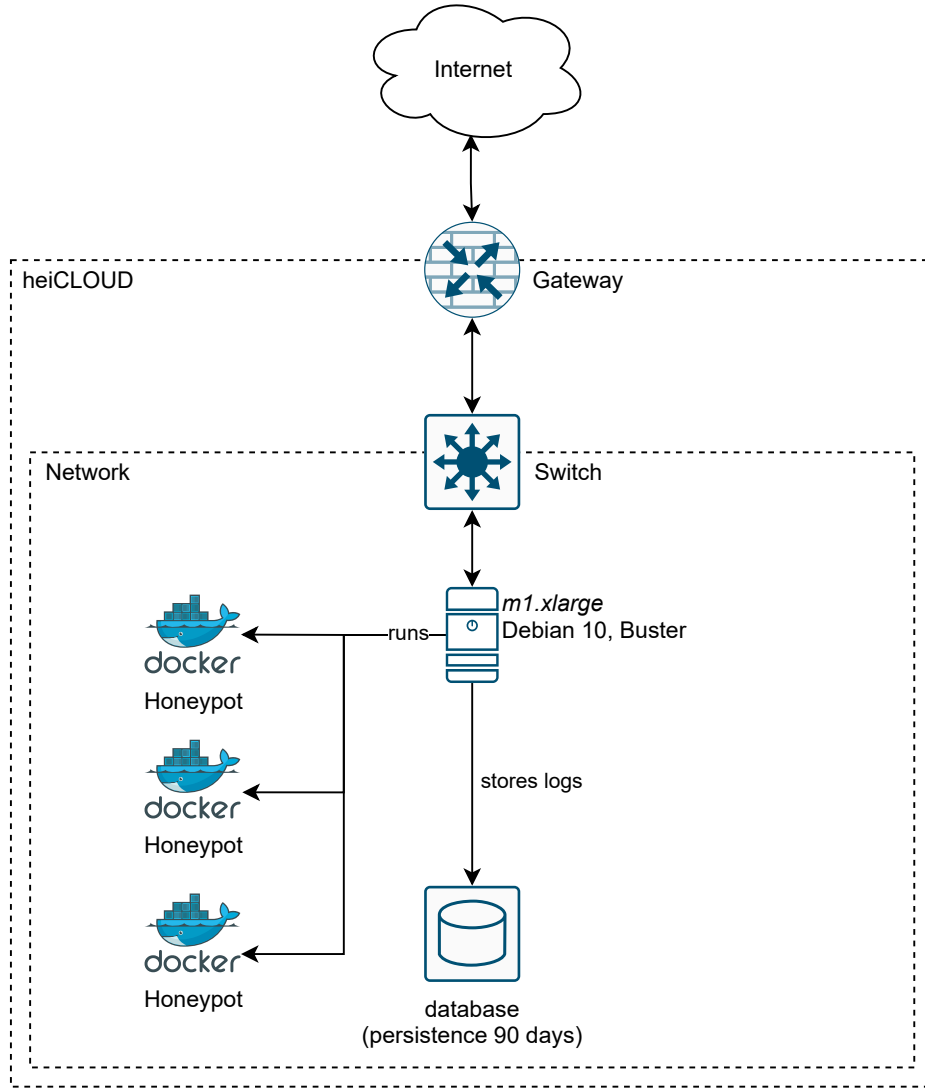 Internet
heiCLOUD
Gateway
Network
Switch
m1.xlarge
Debian 10, Buster
runs
docker
Honeypot
stores logs
docker
Honeypot
docker
Honeypot
database
(persistence 90 days)